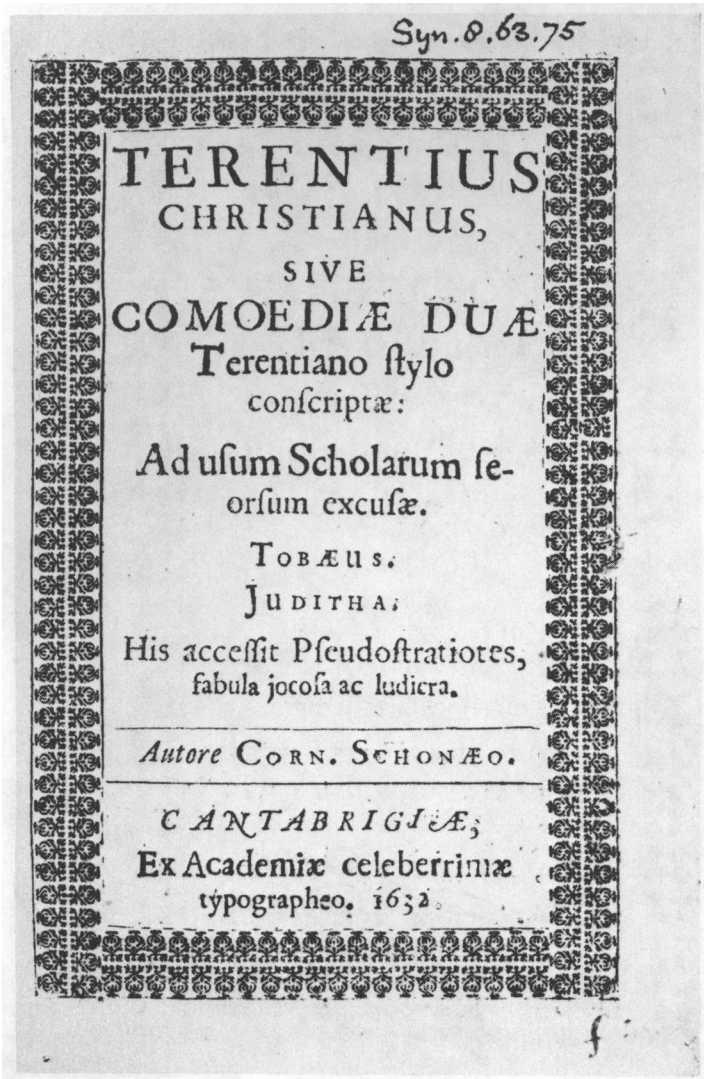 Syn. 8. 63. 75
TERENTIUS
CHRISTIANUS,
SIVE
COMOEDIÆ DUÆ
Terentiano ſtylo
conſcriptæ:
Ad uſum Scholarum ſe-
orſum excuſæ.
TOBÆUS.
JUDITHA.
His acceſſit Pſeudoſtratiotes,
fabula jocoſa ac ludicra.
Autore CORN. SCHONÆO.
CANTABRIGIÆ,
Ex Academiæ celeberrimæ
typographeo. 1632